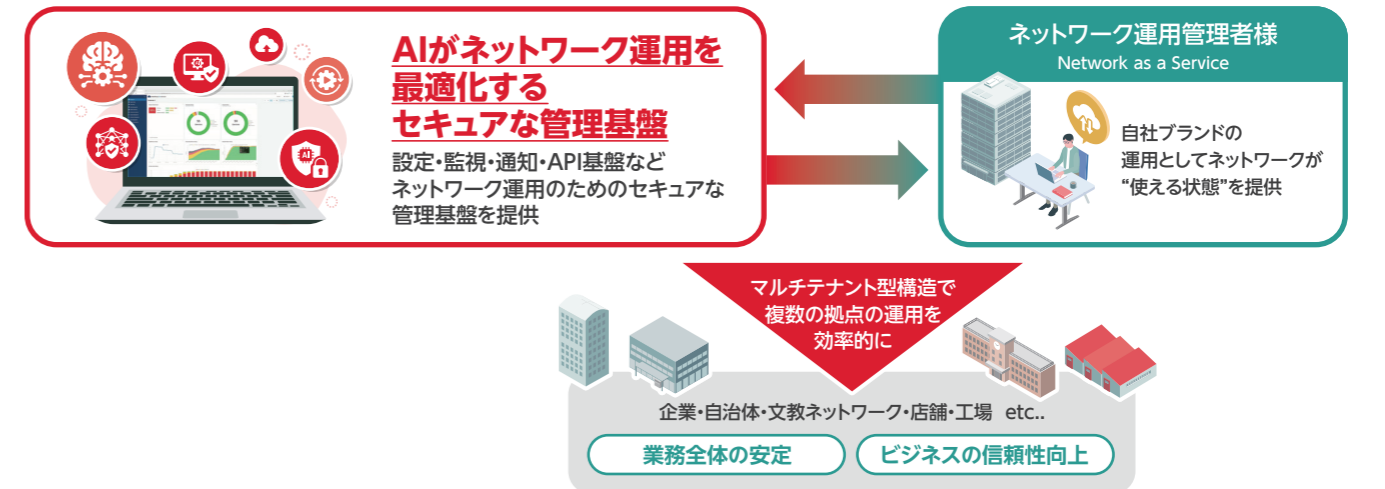 AIがネットワーク運用を
最適化する
セキュアな管理基盤
設定・監視・通知・API基盤など
ネットワーク運用のためのセキュアな
管理基盤を提供
AI
ネットワーク運用管理者様
Network as a Service
自社ブランドの
運用としてネットワークが
“使える状態”を提供
マルチテナント型構造で
複数の拠点の運用を
効率的に
企業・自治体・文教ネットワーク・店舗・工場 etc..
業務全体の安定
ビジネスの信頼性向上